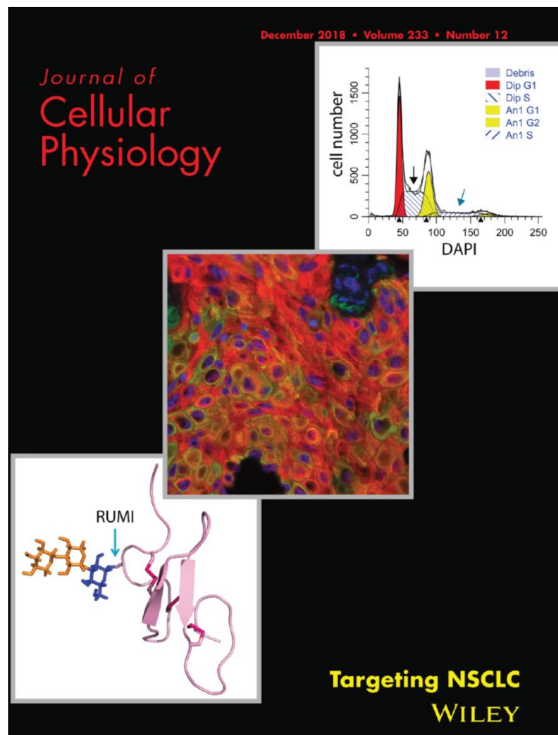 December 2018 • Volume 233 • Number 12
Journal of
Cellular
Physiology
cell number
1500
1000
500
0
0 50 100 150 200 250
DAPI
Debris
Dip G1
Dip S
An1 G1
An1 G2
An1 S
RUMI
Targeting NSCLC
WILEY